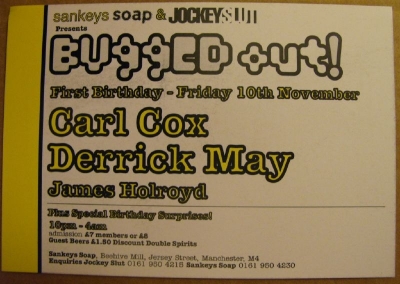 sankeys soap & JOCKEYSLUT
Presents
BUGGED OUT!
First Birthday - Friday 10th November
Carl Cox
Derrick May
James Holroyd
Plus Special Birthday Surprises!
10pm - 4am
admission £7 members or £8
Guest Beers £1.50 Discount Double Spirits
Sankeys Soap, Beehive Mill, Jersey Street, Manchester, M4
Enquiries Jockey Slut 0161 950 4215 Sankeys Soap 0161 950 4230